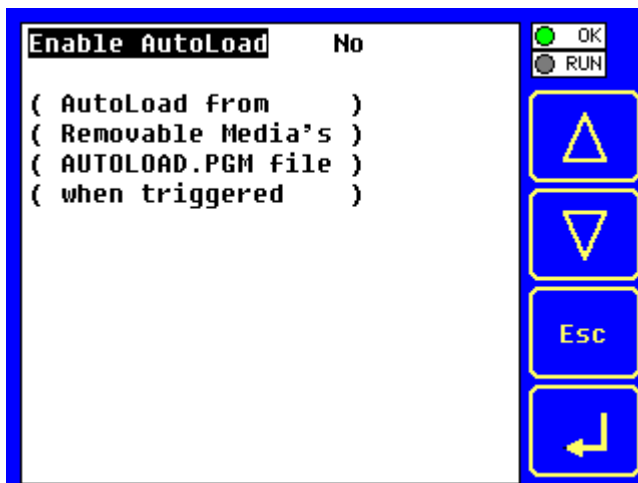 Enable AutoLoad No
( AutoLoad from )
( Removable Media's )
( AUTOLOAD.PGM file )
( when triggered )
OK
RUN
Esc